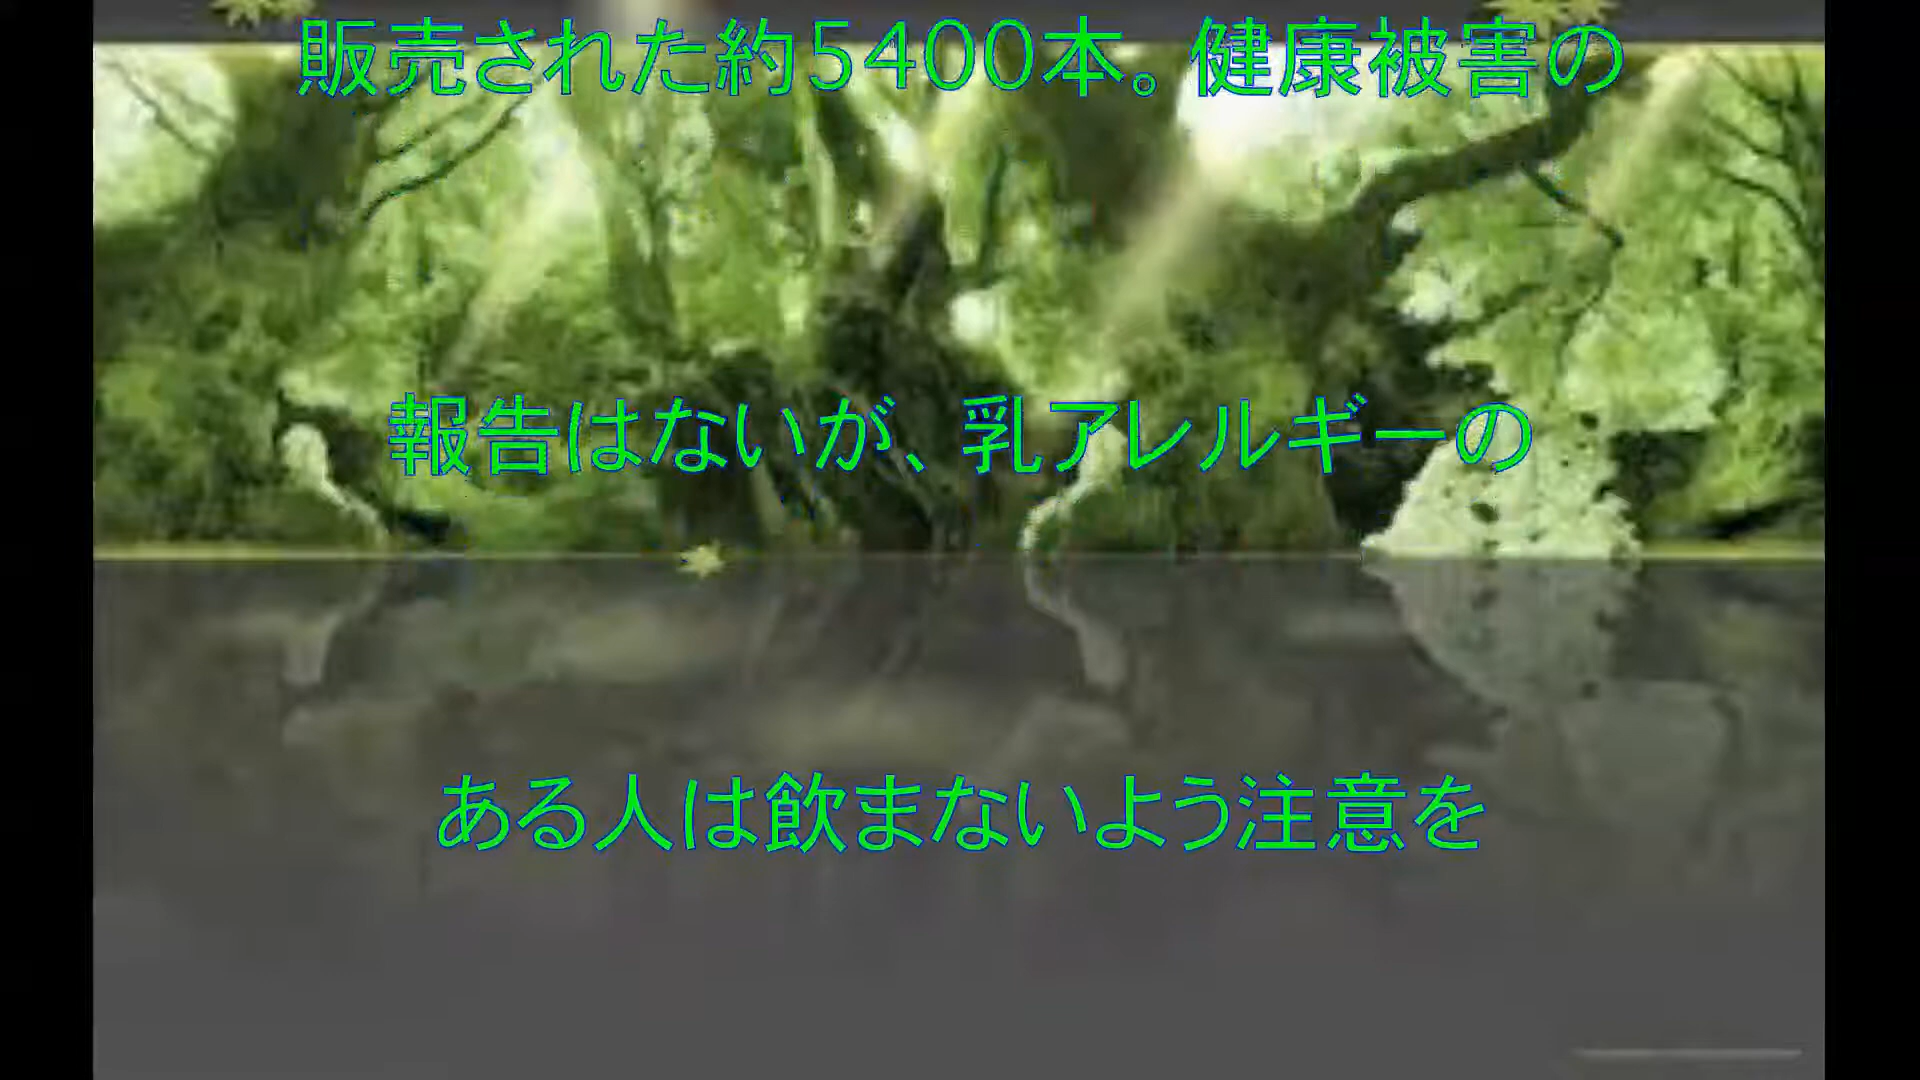 販売された約5400本。健康被害の
報告はないが、乳アレルギーの
ある人は飲まないよう注意を